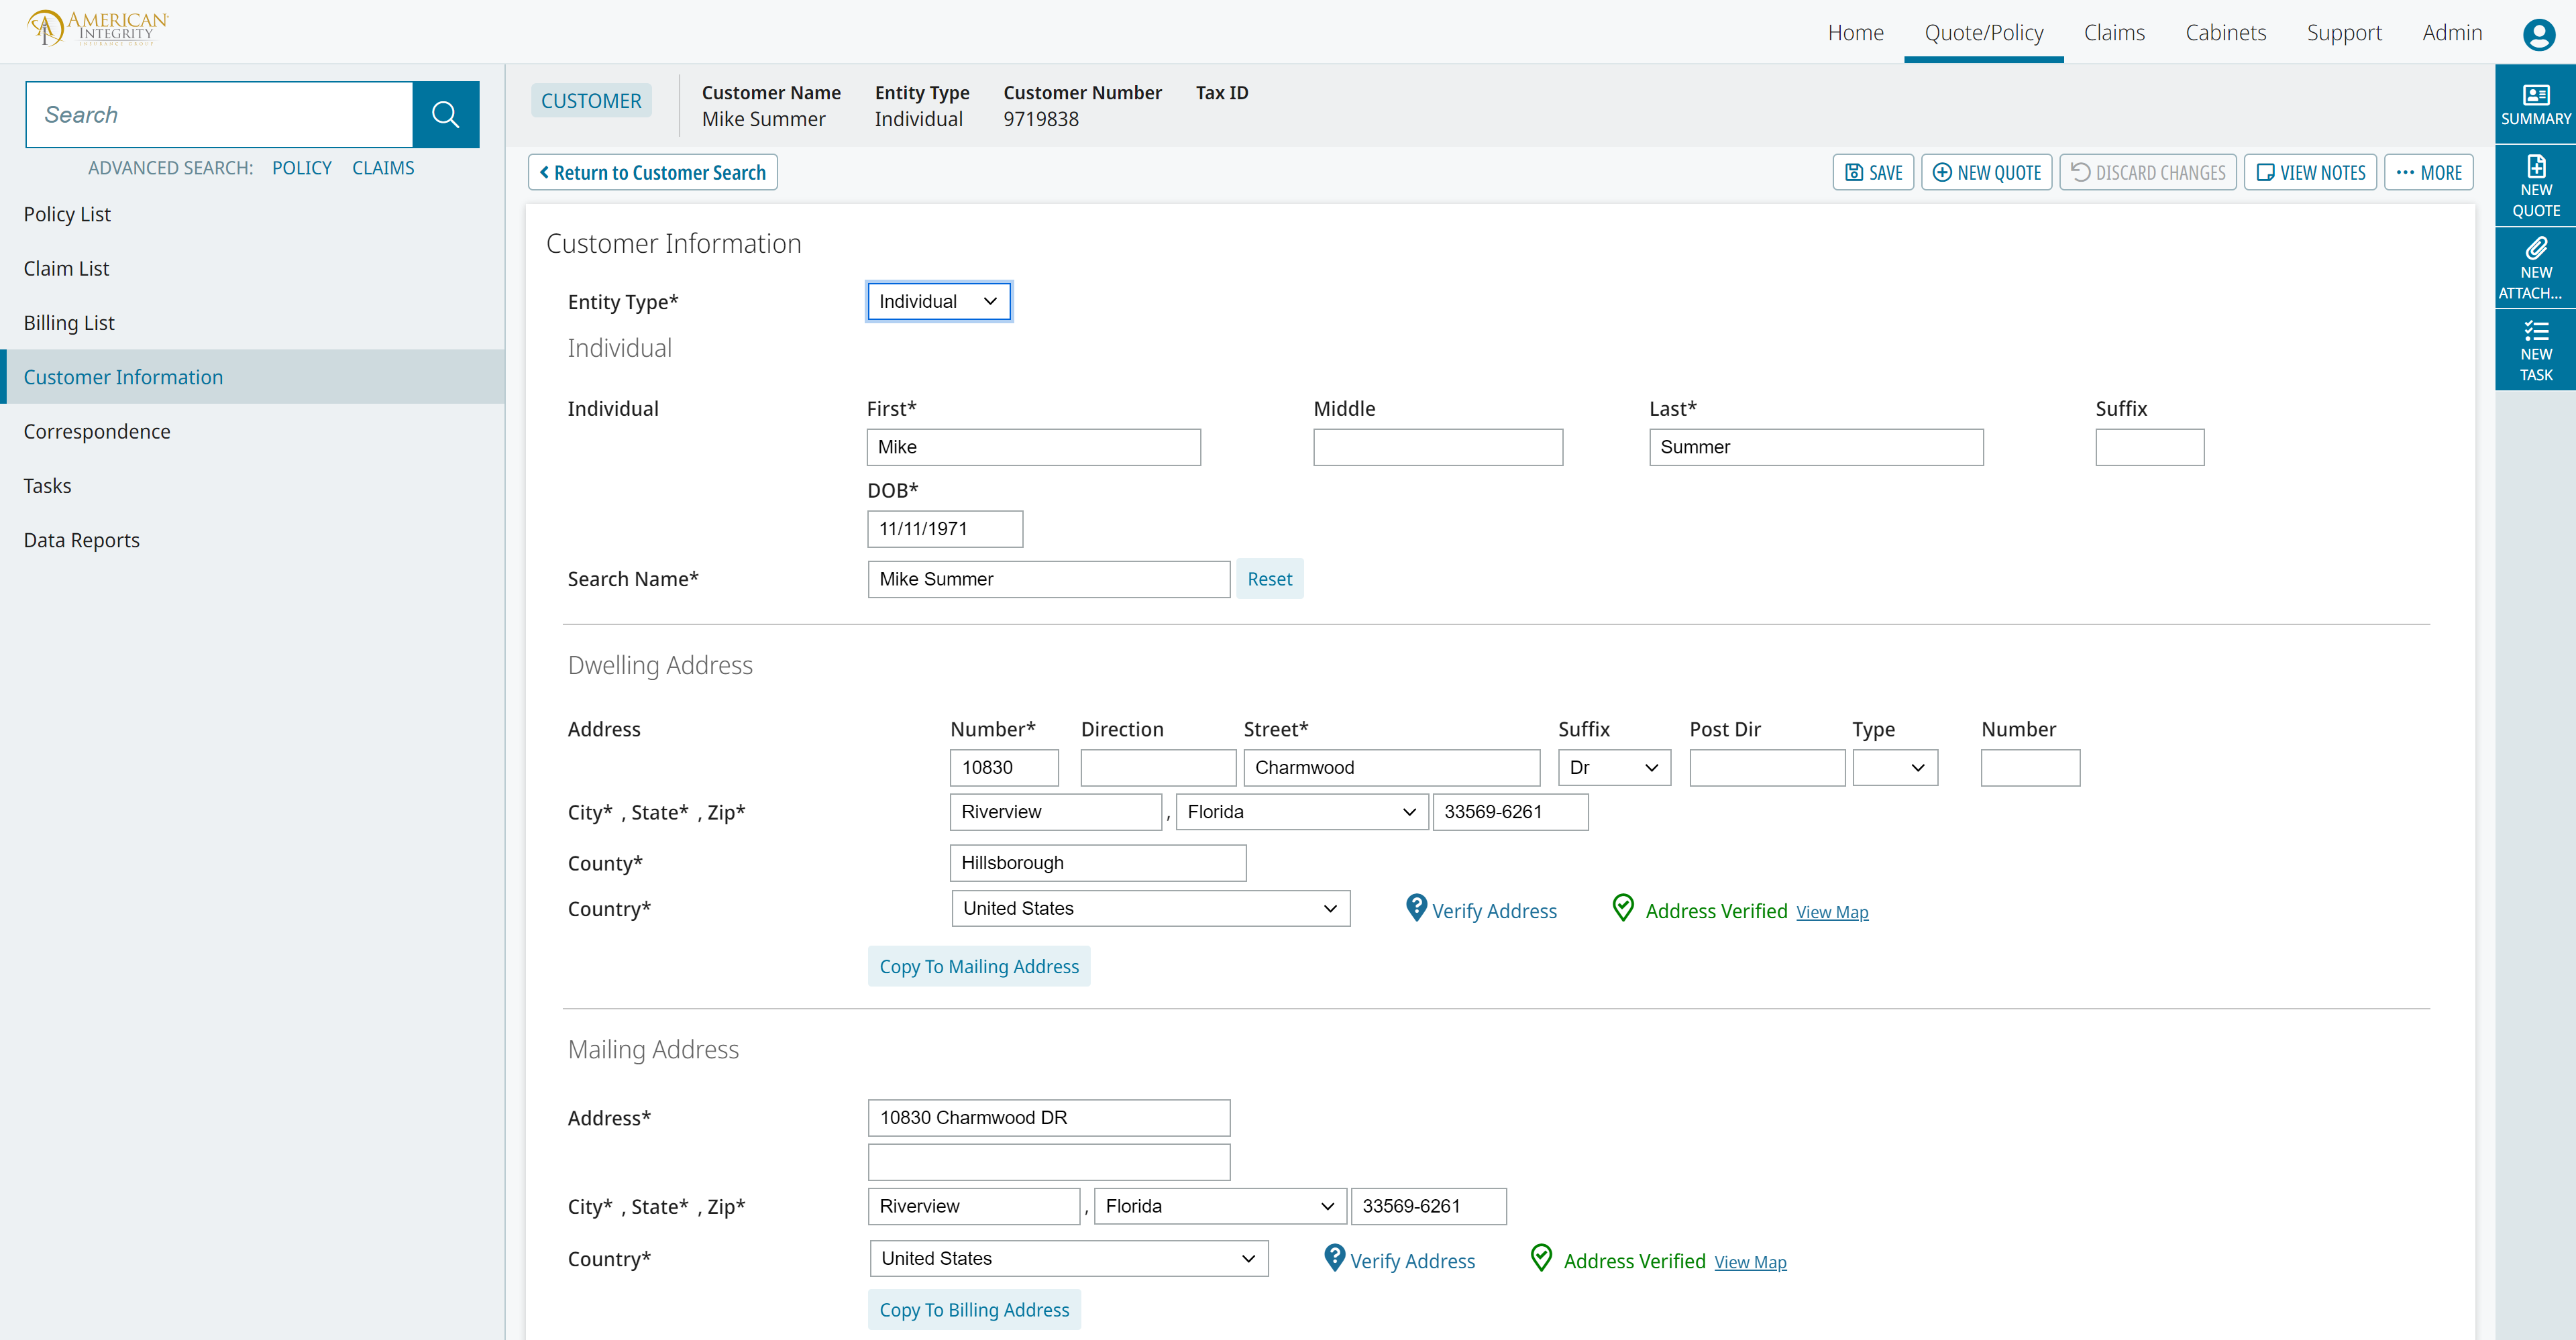 AMERICAN
INTEGRITY
INSURANCE GROUP
Home Quote/Policy Claims Cabinets Support Admin
Search
ADVANCED SEARCH: POLICY CLAIMS
Policy List
Claim List
Billing List
Customer Information
Correspondence
Tasks
Data Reports
CUSTOMER
Customer Name Entity Type Customer Number Tax ID
Mike Summer Individual 9719838
Return to Customer Search
SAVE NEW QUOTE DISCARD CHANGES VIEW NOTES ··· MORE
SUMMARY
NEW
QUOTE
NEW
ATTACH...
NEW
TASK
Customer Information
Entity Type* Individual
Individual
Individual First* Middle Last* Suffix
Mike Summer
DOB*
11/11/1971
Search Name* Mike Summer Reset
Dwelling Address
Address Number* Direction Street* Suffix Post Dir Type Number
10830 Charmwood Dr
City* , State* , Zip* Riverview , Florida 33569-6261
County* Hillsborough
Country* United States Verify Address Address Verified View Map
Copy To Mailing Address
Mailing Address
Address* 10830 Charmwood DR
City* , State* , Zip* Riverview , Florida 33569-6261
Country* United States Verify Address Address Verified View Map
Copy To Billing Address